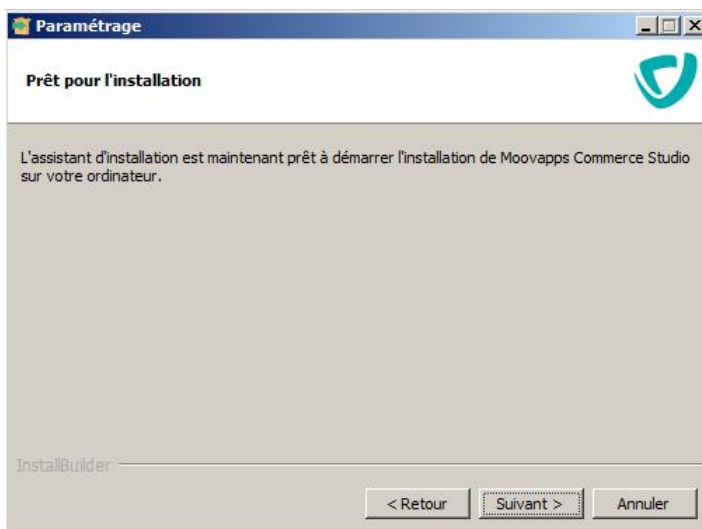 Paramétrage
Prêt pour l'installation
L'assistant d'installation est maintenant prêt à démarrer l'installation de Moovapps Commerce Studio
sur votre ordinateur.
InstallBuilder
< Retour Suivant > Annuler